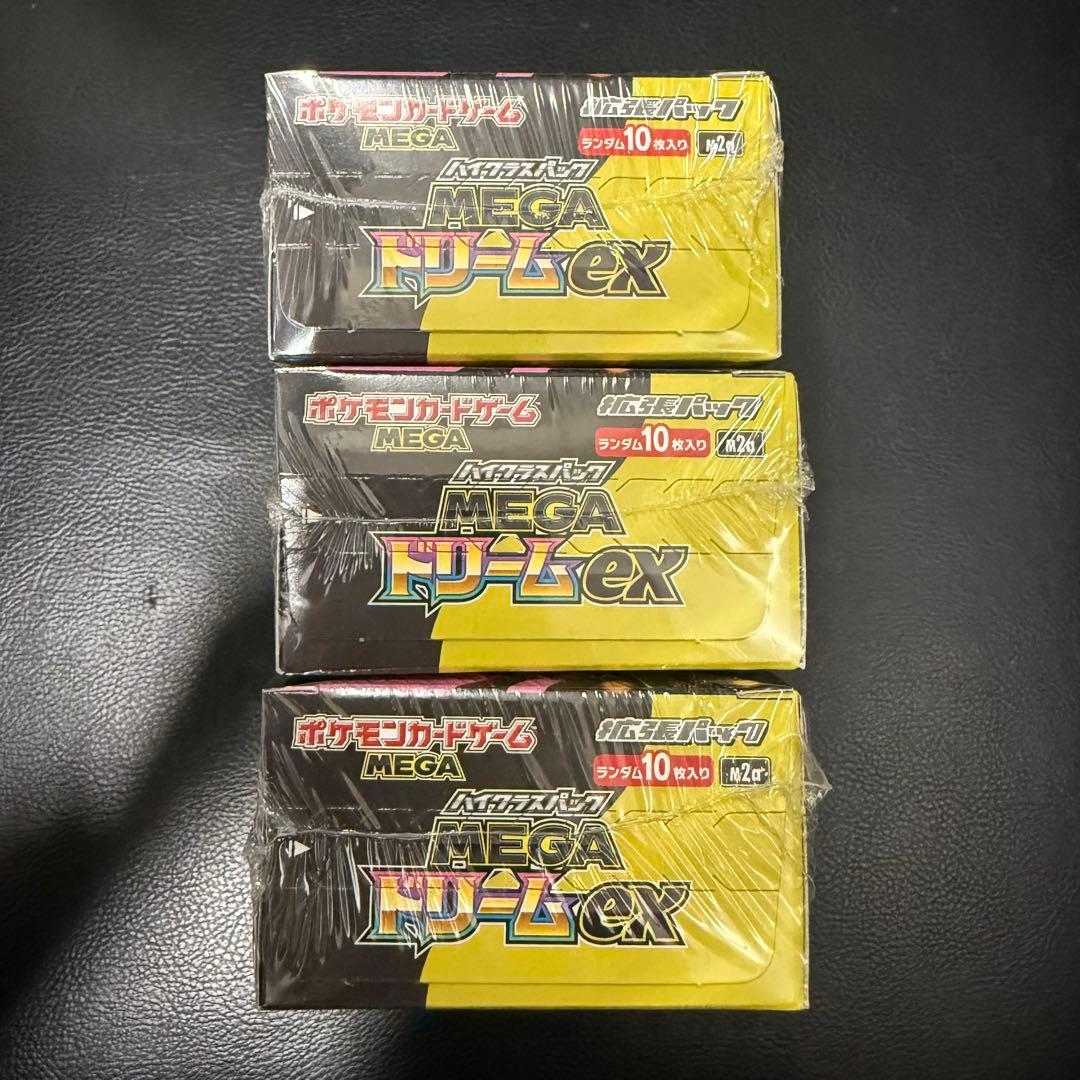 ポケモンカードゲーム
MEGA
拡張パック
ランダム10枚入り
M2a
ハイクラスパック
MEGA
ドリームex
ポケモンカードゲーム
MEGA
拡張パック
ランダム10枚入り
M2a
ハイクラスパック
MEGA
ドリームex
ポケモンカードゲーム
MEGA
拡張パック
ランダム10枚入り
M2a
ハイクラスパック
MEGA
ドリームex